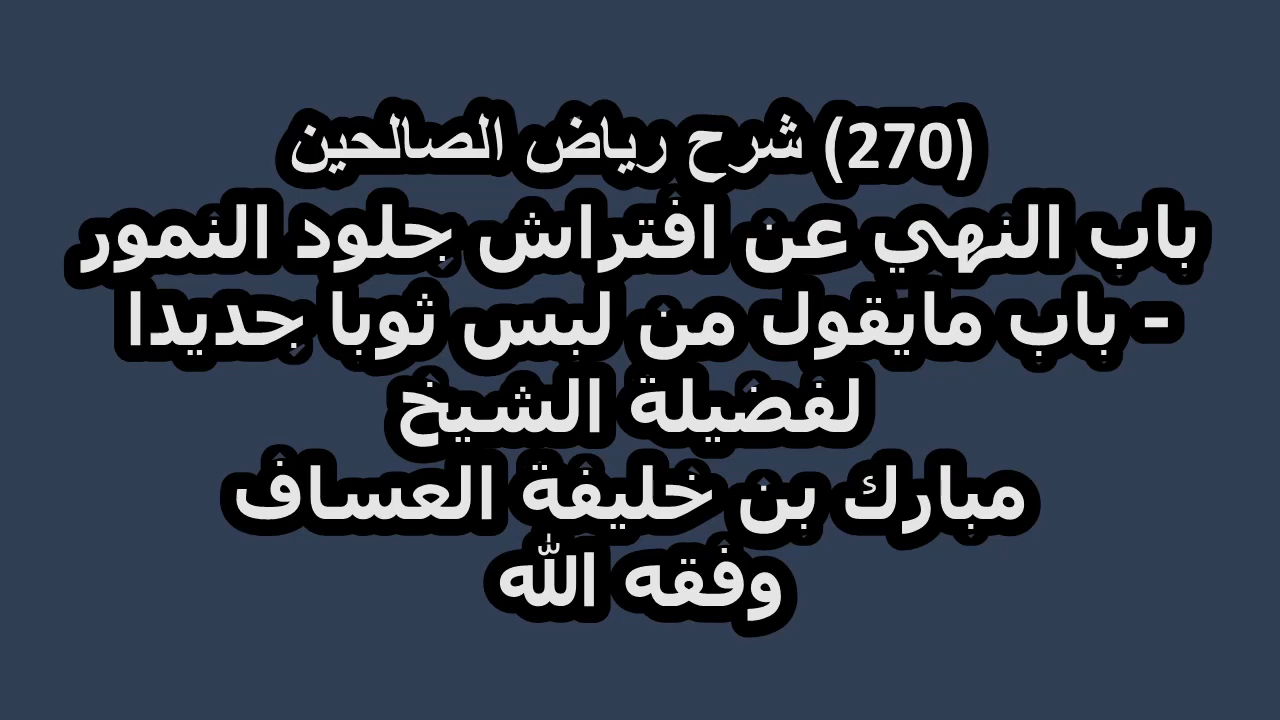 (270) شرح رياض الصالحين
باب النهي عن افتراش جلود النمور
- باب مايقول من لبس ثوبا جديدا
لفضيلة الشيخ
مبارك بن خليفة العساف
وفقه الله